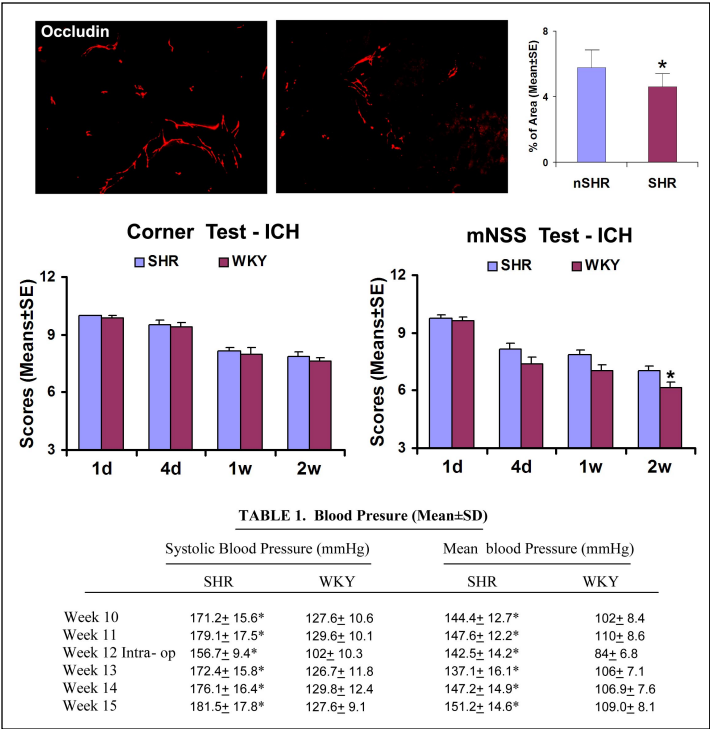 Occludin
% of Area (Mean±SE)
8
4
0
*
nSHR SHR
Corner Test - ICH
SHR WKY
Scores (Means±SE)
12
9
6
3
1d 4d 1w 2w
mNSS Test - ICH
SHR WKY
Scores (Means±SE)
12
9
6
3
*
1d 4d 1w 2w
TABLE 1. Blood Presure (Mean±SD)
Systolic Blood Pressure (mmHg) Mean blood Pressure (mmHg)
SHR WKY SHR WKY
Week 10 171.2± 15.6* 127.6± 10.6 144.4± 12.7* 102± 8.4
Week 11 179.1± 17.5* 129.6± 10.1 147.6± 12.2* 110± 8.6
Week 12 Intra- op 156.7± 9.4* 102± 10.3 142.5± 14.2* 84± 6.8
Week 13 172.4± 15.8* 126.7± 11.8 137.1± 16.1* 106± 7.1
Week 14 176.1± 16.4* 129.8± 12.4 147.2± 14.9* 106.9± 7.6
Week 15 181.5± 17.8* 127.6± 9.1 151.2± 14.6* 109.0± 8.1